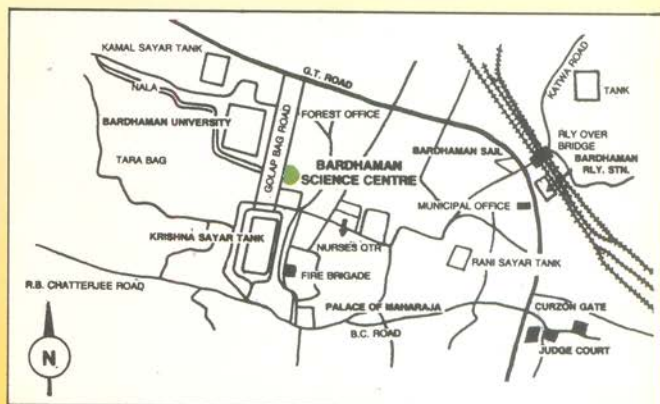 KAMAL SAYAR TANK
G.T. ROAD
KATWA ROAD
NALA
TANK
FOREST OFFICE
BARDHAMAN UNIVERSITY
GOLAP BAG ROAD
RLY OVER
BRIDGE
BARDHAMAN
RLY. STN.
BARDHAMAN SAIL
TARA BAG
BARDHAMAN
SCIENCE CENTRE
MUNICIPAL OFFICE
KRISHNA SAYAR TANK
NURSES QTR
RANI SAYAR TANK
FIRE BRIGADE
R.B. CHATTERJEE ROAD
PALACE OF MAHARAJA
CURZON GATE
B.C. ROAD
JUDGE COURT
N